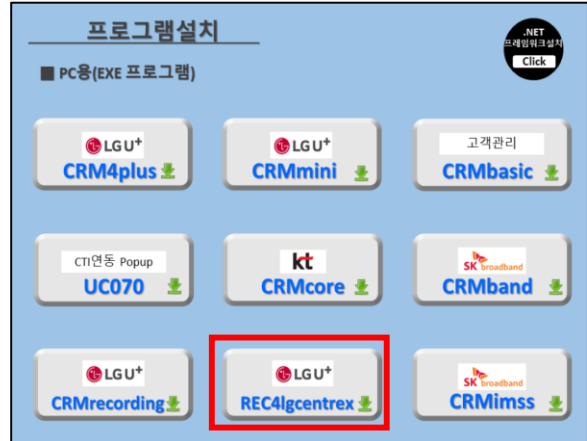 프로그램설치
.NET
프레임워크설치
Click
■ PC용(EXE 프로그램)
LG U+
CRM4plus
LG U+
CRMmini
고객관리
CRMbasic
CTI연동 Popup
UC070
kt
CRMcore
SK broadband
CRMband
LG U+
CRMrecording
LG U+
REC4lgcentrex
SK broadband
CRMimss